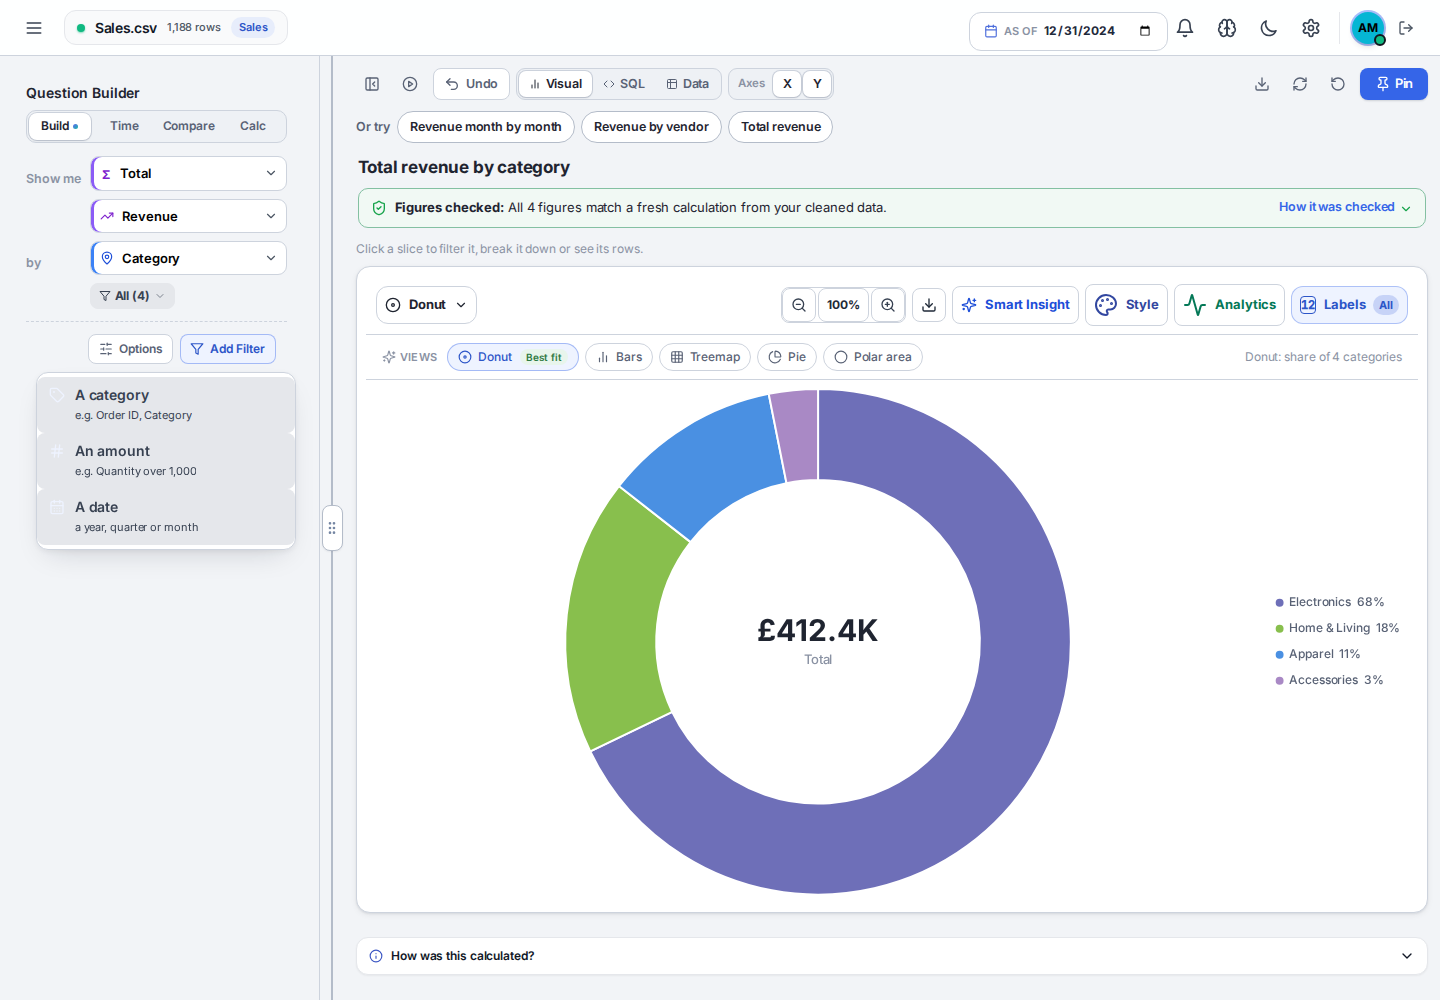 Sales.csv 1,188 rows Sales
AS OF 12/31/2024
AM
Question Builder
Build Time Compare Calc
Show me Total
Revenue
by Category
All (4)
Options Add Filter
A category
e.g. Order ID, Category
An amount
e.g. Quantity over 1,000
A date
a year, quarter or month
Undo Visual SQL Data Axes X Y
Pin
Or try Revenue month by month Revenue by vendor Total revenue
Total revenue by category
Figures checked: All 4 figures match a fresh calculation from your cleaned data. How it was checked
Click a slice to filter it, break it down or see its rows.
Donut 100% Smart Insight Style Analytics 12 Labels All
VIEWS Donut Best fit Bars Treemap Pie Polar area Donut: share of 4 categories
£412.4K
Total
Electronics 68%
Home & Living 18%
Apparel 11%
Accessories 3%
How was this calculated?